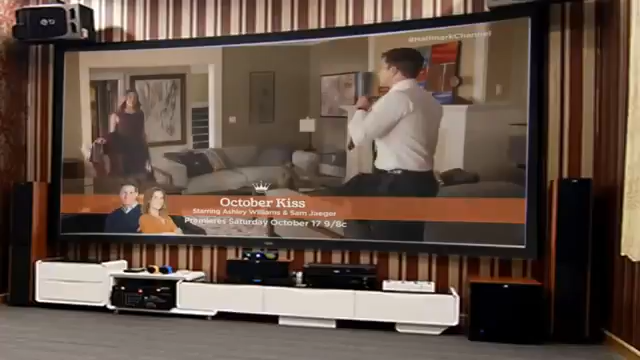 #HallmarkChannel
October Kiss
Starring Ashley Williams & Sam Jaeger
Premieres Saturday October 17 9/8c